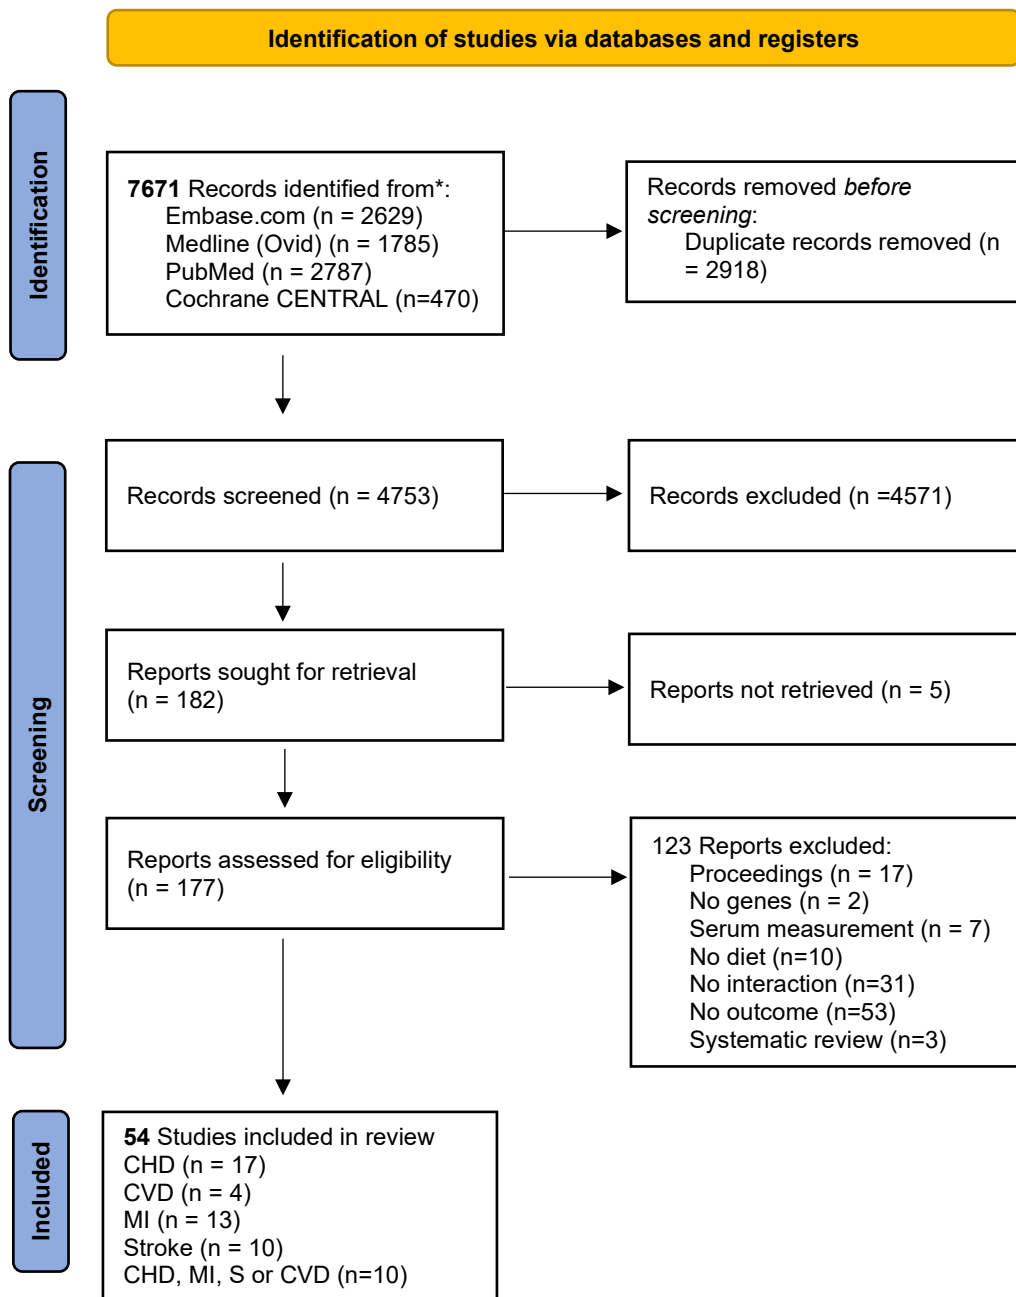 Identification of studies via databases and registers
Identification
7671 Records identified from*:
Embase.com (n = 2629)
Medline (Ovid) (n = 1785)
PubMed (n = 2787)
Cochrane CENTRAL (n=470)
Records removed before
screening:
Duplicate records removed (n
= 2918)
Screening
Records screened (n = 4753)
Records excluded (n =4571)
Reports sought for retrieval
(n = 182)
Reports not retrieved (n = 5)
Reports assessed for eligibility
(n = 177)
123 Reports excluded:
Proceedings (n = 17)
No genes (n = 2)
Serum measurement (n = 7)
No diet (n=10)
No interaction (n=31)
No outcome (n=53)
Systematic review (n=3)
Included
54 Studies included in review
CHD (n = 17)
CVD (n = 4)
MI (n = 13)
Stroke (n = 10)
CHD, MI, S or CVD (n=10)